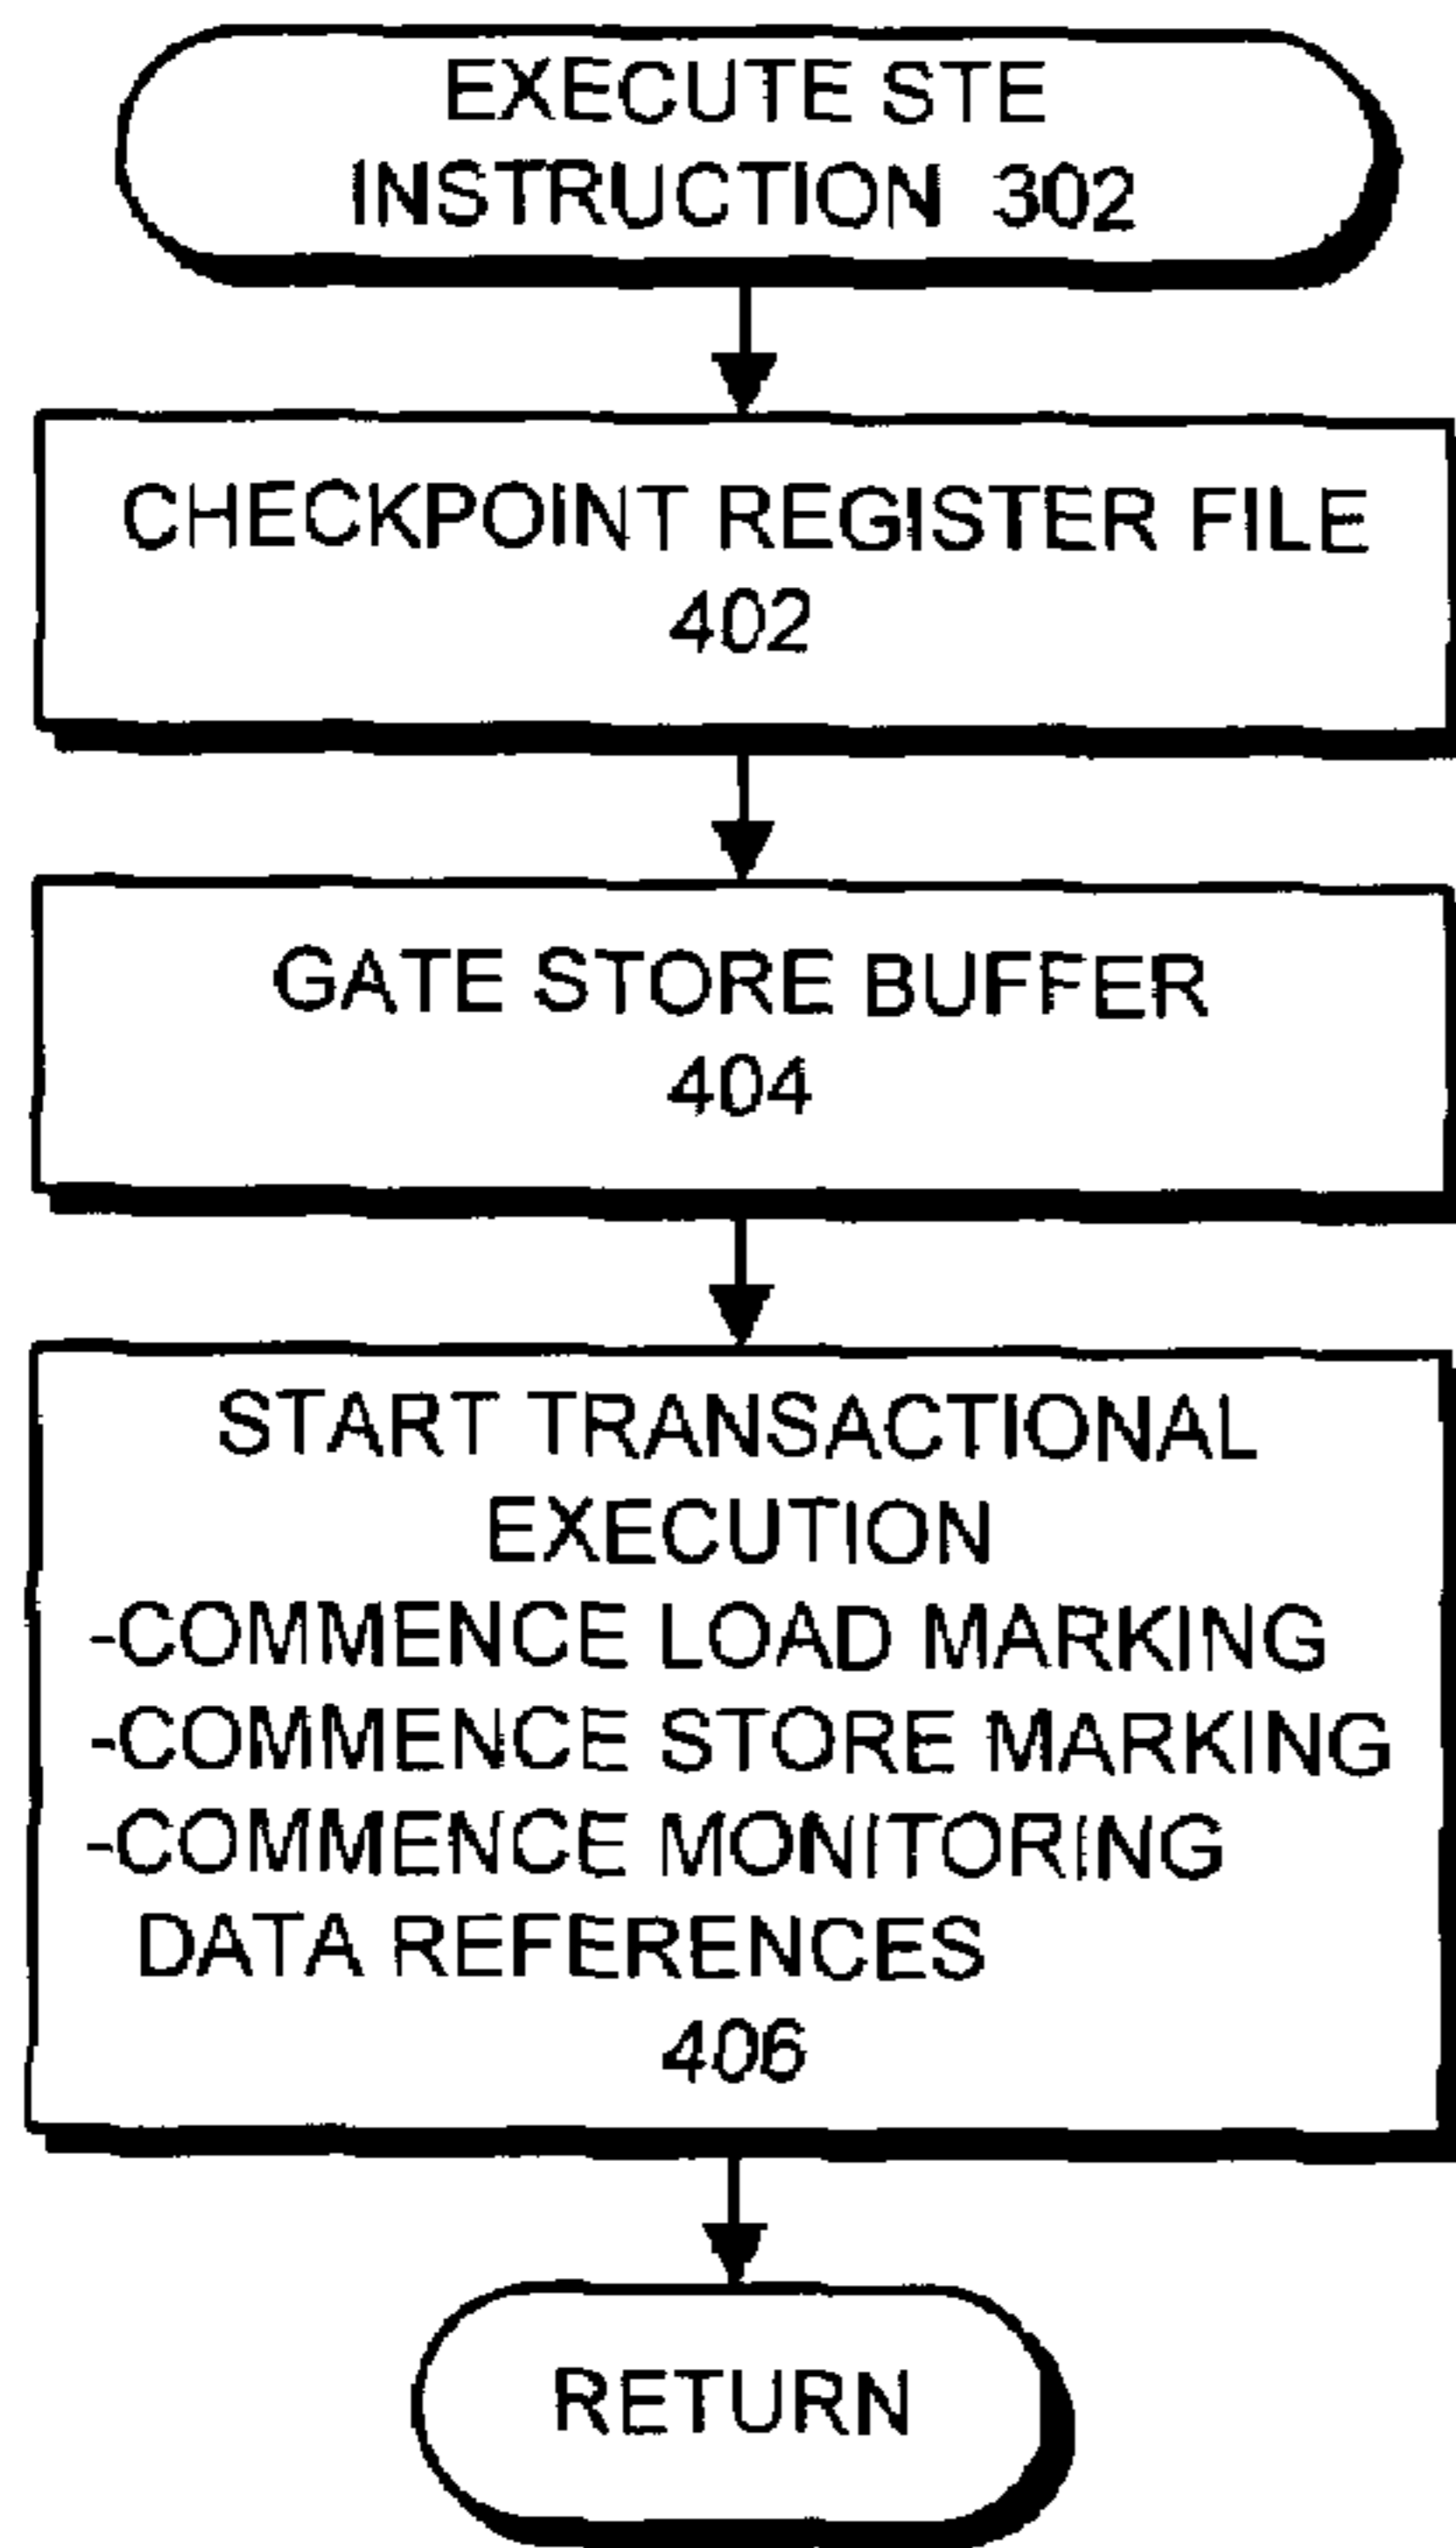 EXECUTE STE
INSTRUCTION 302
CHECKPOINT REGISTER FILE
402
GATE STORE BUFFER
404
START TRANSACTIONAL
EXECUTION
-COMMENCE LOAD MARKING
-COMMENCE STORE MARKING
-COMMENCE MONITORING
DATA REFERENCES
406
RETURN